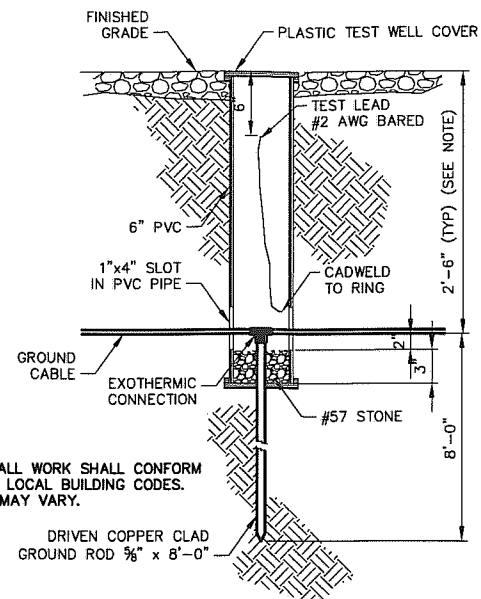 FINISHED
GRADE
PLASTIC TEST WELL COVER
6"
TEST LEAD
#2 AWG BARED
2'-6" (TYP) (SEE NOTE)
6" PVC
1"x4" SLOT
IN PVC PIPE
CADWELD
TO RING
GROUND
CABLE
2"
3"
EXOTHERMIC
CONNECTION
#57 STONE
8'-0"
ALL WORK SHALL CONFORM
LOCAL BUILDING CODES.
MAY VARY.
DRIVEN COPPER CLAD
GROUND ROD ⅝" x 8'-0"